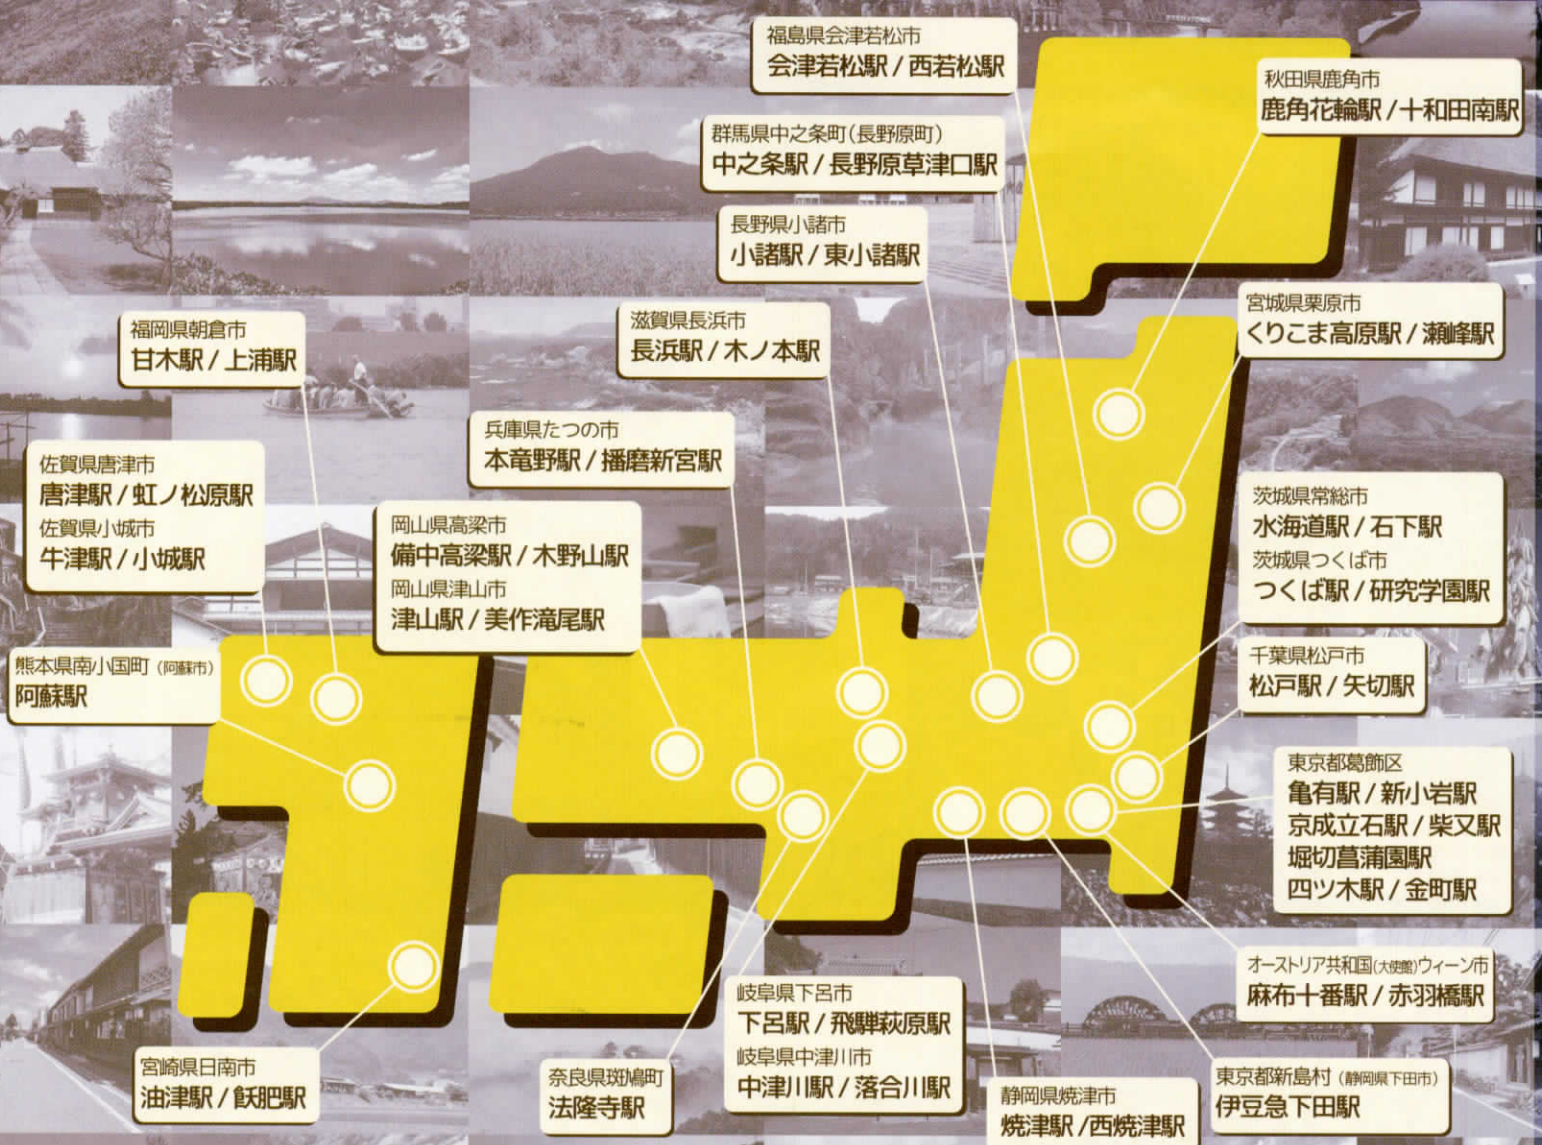 福島県会津若松市
会津若松駅 / 西若松駅
秋田県鹿角市
鹿角花輪駅 / 十和田南駅
群馬県中之条町(長野原町)
中之条駅 / 長野原草津口駅
長野県小諸市
小諸駅 / 東小諸駅
宮城県栗原市
くりこま高原駅 / 瀬峰駅
福岡県朝倉市
甘木駅 / 上浦駅
滋賀県長浜市
長浜駅 / 木ノ本駅
兵庫県たつの市
本竜野駅 / 播磨新宮駅
佐賀県唐津市
唐津駅 / 虹ノ松原駅
佐賀県小城市
牛津駅 / 小城駅
岡山県高梁市
備中高梁駅 / 木野山駅
岡山県津山市
津山駅 / 美作滝尾駅
茨城県常総市
水海道駅 / 石下駅
茨城県つくば市
つくば駅 / 研究学園駅
熊本県南小国町 (阿蘇市)
阿蘇駅
千葉県松戸市
松戸駅 / 矢切駅
東京都葛飾区
亀有駅 / 新小岩駅
京成立石駅 / 柴又駅
堀切菖蒲園駅
四ツ木駅 / 金町駅
オーストリア共和国(大使館)ウィーン市
麻布十番駅 / 赤羽橋駅
岐阜県下呂市
下呂駅 / 飛騨萩原駅
岐阜県中津川市
中津川駅 / 落合川駅
宮崎県日南市
油津駅 / 飫肥駅
奈良県斑鳩町
法隆寺駅
静岡県焼津市
焼津駅 /西焼津駅
東京都新島村 (静岡県下田市)
伊豆急下田駅